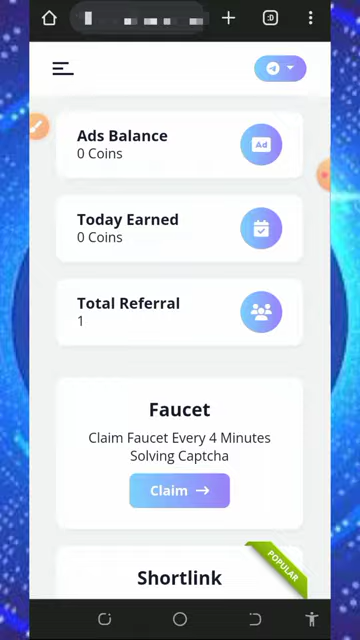 :D
Ads Balance
0 Coins
Ad
Today Earned
0 Coins
Total Referral
1
Faucet
Claim Faucet Every 4 Minutes
Solving Captcha
Claim →
POPULAR
Shortlink